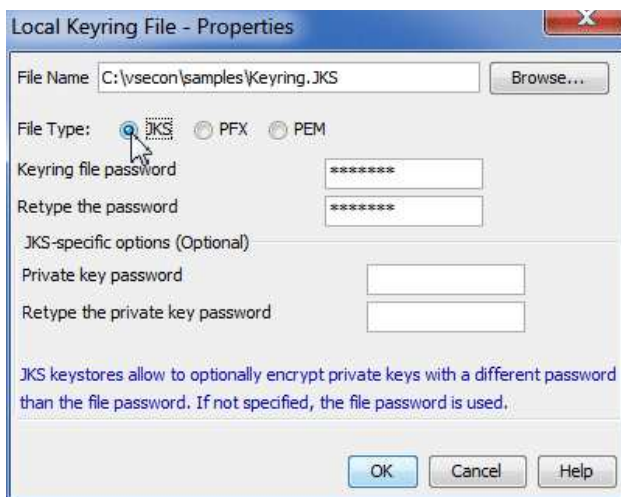 Local Keyring File - Properties
File Name C:\vsecon\samples\Keyring.JKS Browse...
File Type: JKS PFX PEM
Keyring file password *******
Retype the password *******
JKS-specific options (Optional)
Private key password
Retype the private key password
JKS keystores allow to optionally encrypt private keys with a different password
than the file password. If not specified, the file password is used.
OK Cancel Help